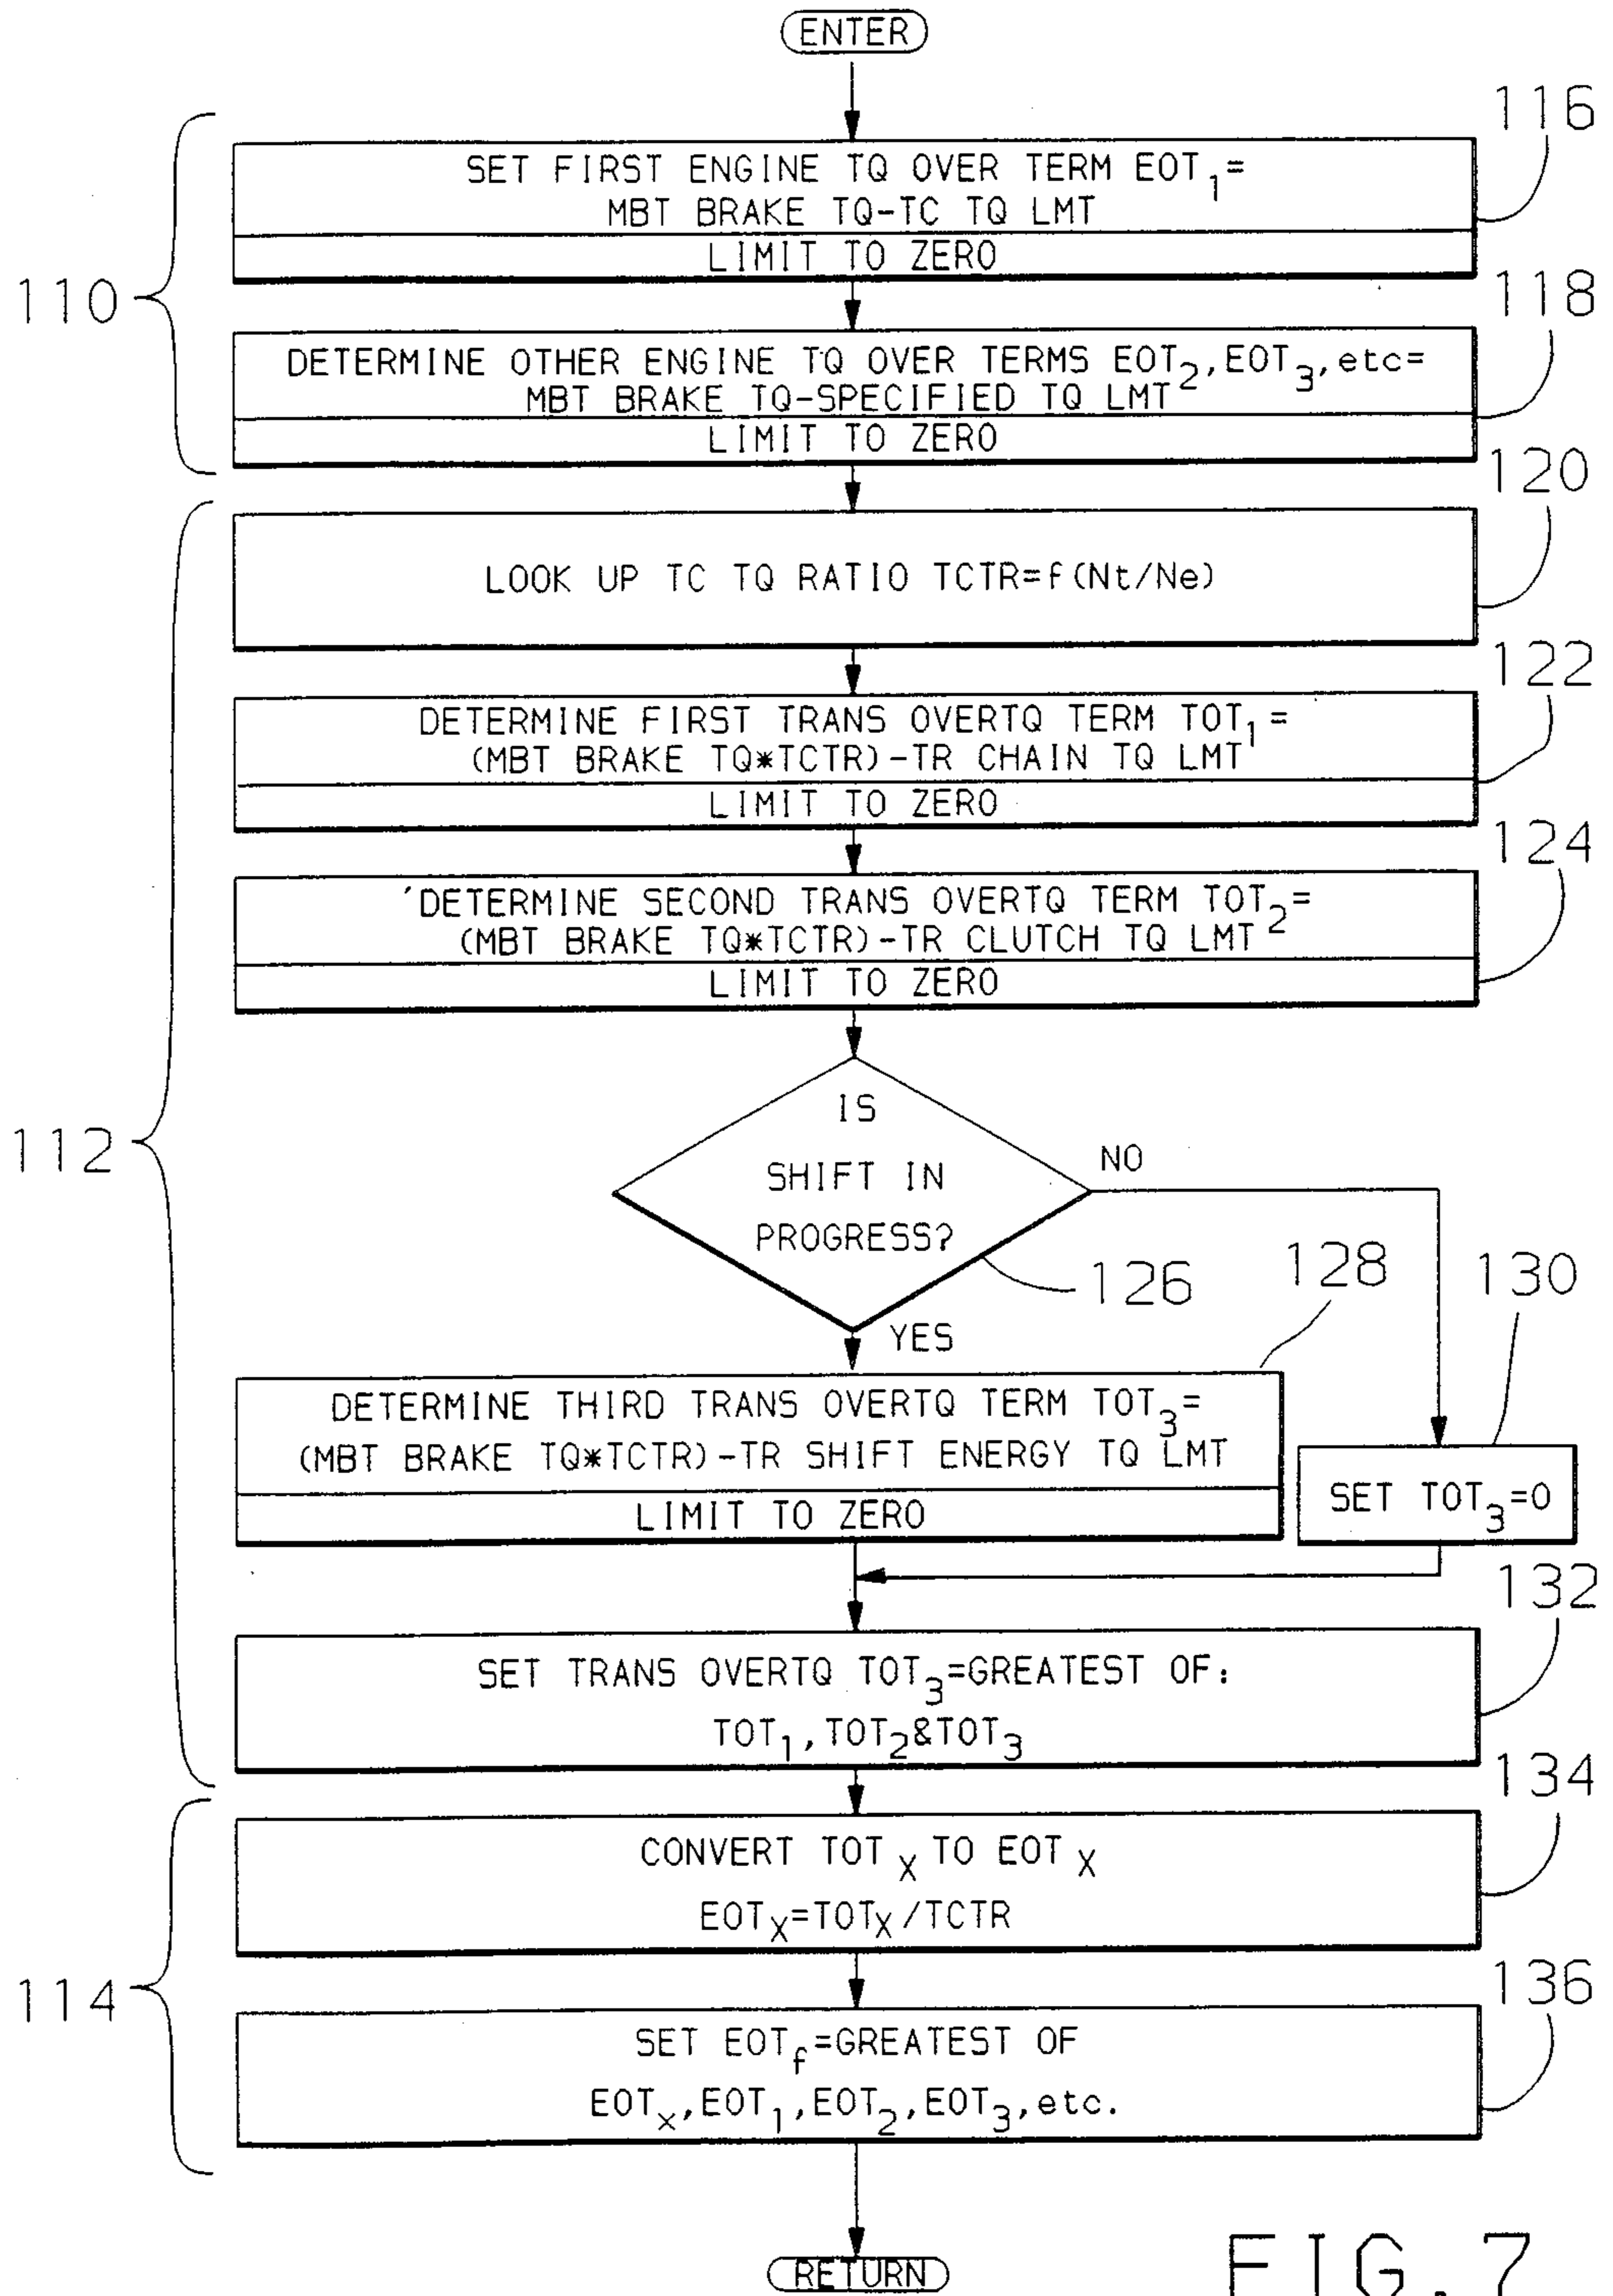 ENTER
116
SET FIRST ENGINE TQ OVER TERM EOT1=
MBT BRAKE TQ-TC TQ LMT
LIMIT TO ZERO
110
118
DETERMINE OTHER ENGINE TQ OVER TERMS EOT2,EOT3,etc=
MBT BRAKE TQ-SPECIFIED TQ LMT
LIMIT TO ZERO
120
LOOK UP TC TQ RATIO TCTR=f(Nt/Ne)
122
DETERMINE FIRST TRANS OVERTQ TERM TOT1=
(MBT BRAKE TQ*TCTR)-TR CHAIN TQ LMT
LIMIT TO ZERO
124
'DETERMINE SECOND TRANS OVERTQ TERM TOT2=
(MBT BRAKE TQ*TCTR)-TR CLUTCH TQ LMT
LIMIT TO ZERO
112
IS
SHIFT IN
PROGRESS?
NO
126
YES
128
130
DETERMINE THIRD TRANS OVERTQ TERM TOT3=
(MBT BRAKE TQ*TCTR)-TR SHIFT ENERGY TQ LMT
LIMIT TO ZERO
SET TOT3=0
132
SET TRANS OVERTQ TOT3=GREATEST OF:
TOT1,TOT2&TOT3
134
CONVERT TOTX TO EOTX
EOTX=TOTX/TCTR
114
136
SET EOTf=GREATEST OF
EOTx,EOT1,EOT2,EOT3,etc.
RETURN
FIG.7